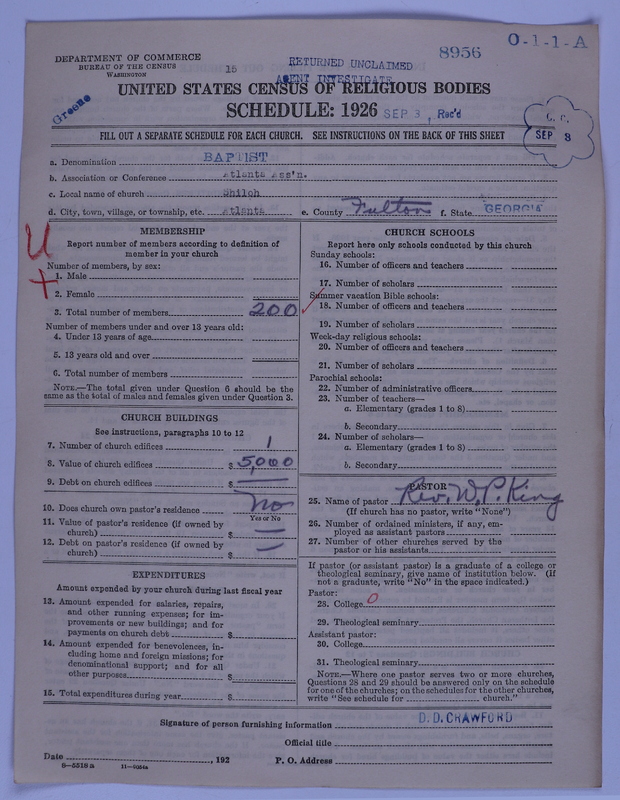 DEPARTMENT OF COMMERCE
BUREAU OF THE CENSUS
WASHINGTON
15
RETURNED UNCLAIMED
AGENT INVESTIGATE
8956
0-1-1-A
Greene
UNITED STATES CENSUS OF RELIGIOUS BODIES
SCHEDULE: 1926
SEP 3, Rec'd
C. C.
SEP 3
FILL OUT A SEPARATE SCHEDULE FOR EACH CHURCH. SEE INSTRUCTIONS ON THE BACK OF THIS SHEET
a. Denomination BAPTIST
b. Association or Conference Atlanta Ass'n.
c. Local name of church Shiloh
d. City, town, village, or township, etc. Atlanta e. County Fulton f. State GEORGIA
U
MEMBERSHIP
Report number of members according to definition of
member in your church
Number of members, by sex:
1. Male
2. Female
3. Total number of members 200
Number of members under and over 13 years old:
4. Under 13 years of age
5. 13 years old and over
6. Total number of members
NOTE.—The total given under Question 6 should be the
same as the total of males and females given under Question 3.
CHURCH BUILDINGS
See instructions, paragraphs 10 to 12
7. Number of church edifices 1
8. Value of church edifices $ 5,000
9. Debt on church edifices $ —
10. Does church own pastor's residence? No
Yes or No
11. Value of pastor's residence (if owned by
church) $ —
12. Debt on pastor's residence (if owned by
church) $ —
EXPENDITURES
Amount expended by your church during last fiscal year
13. Amount expended for salaries, repairs,
and other running expenses; for im-
provements or new buildings; and for
payments on church debt $
14. Amount expended for benevolences, in-
cluding home and foreign missions; for
denominational support; and for all
other purposes $
15. Total expenditures during year $
CHURCH SCHOOLS
Report here only schools conducted by this church
Sunday schools:
16. Number of officers and teachers
17. Number of scholars
Summer vacation Bible schools:
18. Number of officers and teachers
19. Number of scholars
Week-day religious schools:
20. Number of officers and teachers
21. Number of scholars
Parochial schools:
22. Number of administrative officers
23. Number of teachers—
a. Elementary (grades 1 to 8)
b. Secondary
24. Number of scholars—
a. Elementary (grades 1 to 8)
b. Secondary
PASTOR
25. Name of pastor Rev. W. P. King
(If church has no pastor, write "None")
26. Number of ordained ministers, if any, em-
ployed as assistant pastors
27. Number of other churches served by the
pastor or his assistants
If pastor (or assistant pastor) is a graduate of a college or
theological seminary, give name of institution below. (If
not a graduate, write "No" in the space indicated.)
Pastor:
28. College 0
29. Theological seminary
Assistant pastor:
30. College
31. Theological seminary
NOTE.—Where one pastor serves two or more churches,
Questions 28 and 29 should be answered only on the schedule
for one of the churches; on the schedules for the other churches,
write "See schedule for church."
Signature of person furnishing information D. D. CRAWFORD
Official title
Date , 192 P. O. Address